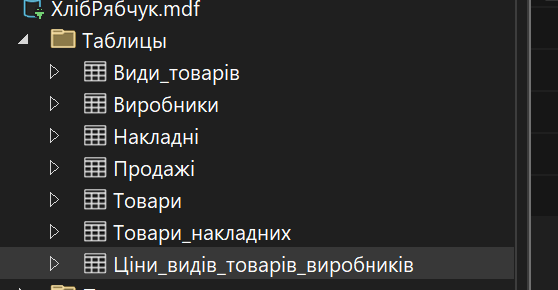 ХлібРябчук.mdf
Таблицы
Види_товарів
Виробники
Накладні
Продажі
Товари
Товари_накладних
Ціни_видів_товарів_виробників